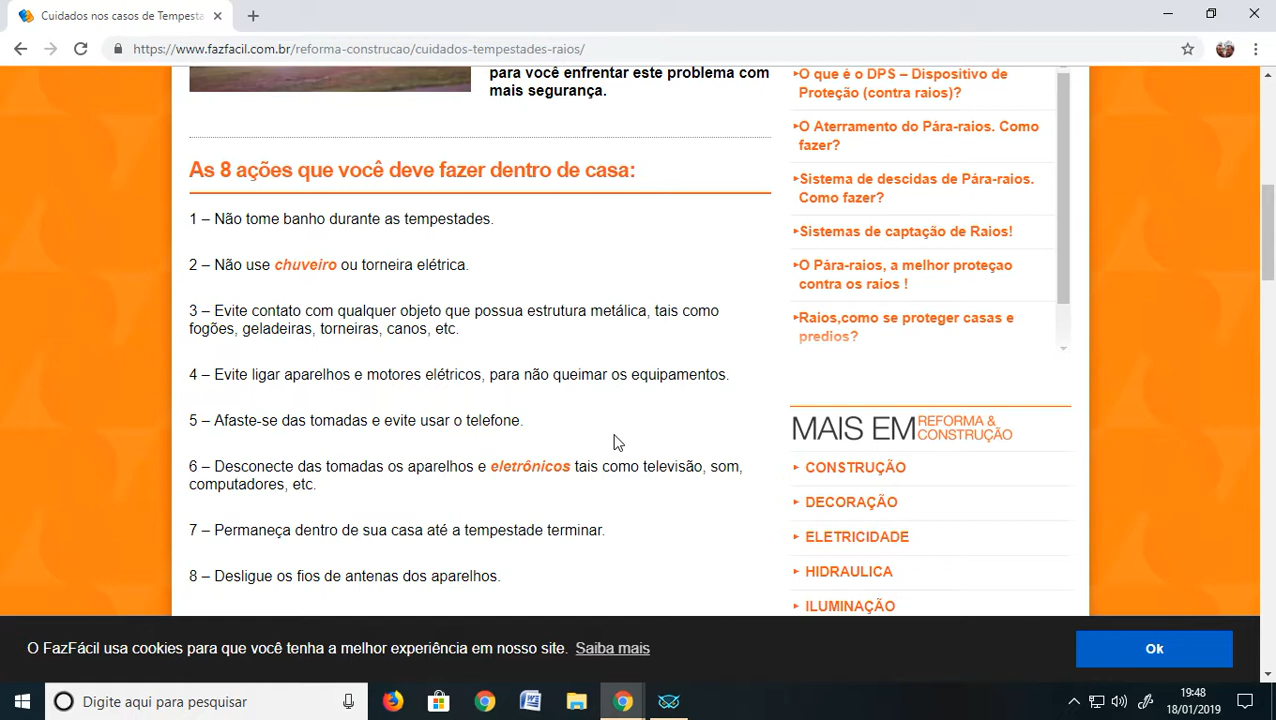 Cuidados nos casos de Tempesta
https://www.fazfacil.com.br/reforma-construcao/cuidados-tempestades-raios/
para você enfrentar este problema com
mais segurança.
As 8 ações que você deve fazer dentro de casa:
1 – Não tome banho durante as tempestades.
2 – Não use chuveiro ou torneira elétrica.
3 – Evite contato com qualquer objeto que possua estrutura metálica, tais como
fogões, geladeiras, torneiras, canos, etc.
4 – Evite ligar aparelhos e motores elétricos, para não queimar os equipamentos.
5 – Afaste-se das tomadas e evite usar o telefone.
6 – Desconecte das tomadas os aparelhos e eletrônicos tais como televisão, som,
computadores, etc.
7 – Permaneça dentro de sua casa até a tempestade terminar.
8 – Desligue os fios de antenas dos aparelhos.
O que é o DPS – Dispositivo de
Proteção (contra raios)?
O Aterramento do Pára-raios. Como
fazer?
Sistema de descidas de Pára-raios.
Como fazer?
Sistemas de captação de Raios!
O Pára-raios, a melhor proteçao
contra os raios !
Raios,como se proteger casas e
predios?
MAIS EM REFORMA &
CONSTRUÇÃO
CONSTRUÇÃO
DECORAÇÃO
ELETRICIDADE
HIDRAULICA
ILUMINAÇÃO
O FazFácil usa cookies para que você tenha a melhor experiência em nosso site. Saiba mais
Ok
Digite aqui para pesquisar
19:48
18/01/2019